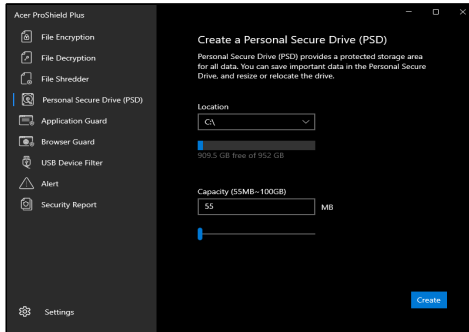 Acer ProShield Plus
File Encryption
File Decryption
File Shredder
Personal Secure Drive (PSD)
Application Guard
Browser Guard
USB Device Filter
Alert
Security Report
Settings
Create a Personal Secure Drive (PSD)
Personal Secure Drive (PSD) provides a protected storage area
for all data. You can save important data in the Personal Secure
Drive, and resize or relocate the drive.
Location
C:\
909.5 GB free of 952 GB
Capacity (55MB~100GB)
55 MB
Create